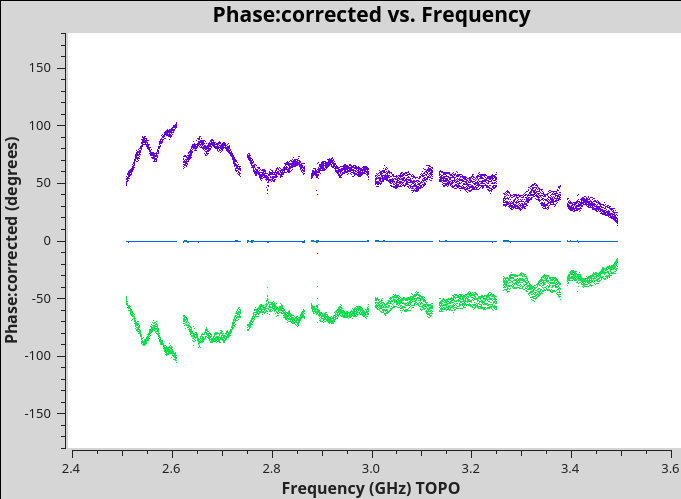 Phase:corrected vs. Frequency
Phase:corrected (degrees)
150
100
50
0
-50
-100
-150
2.4 2.6 2.8 3.0 3.2 3.4 3.6
Frequency (GHz) TOPO